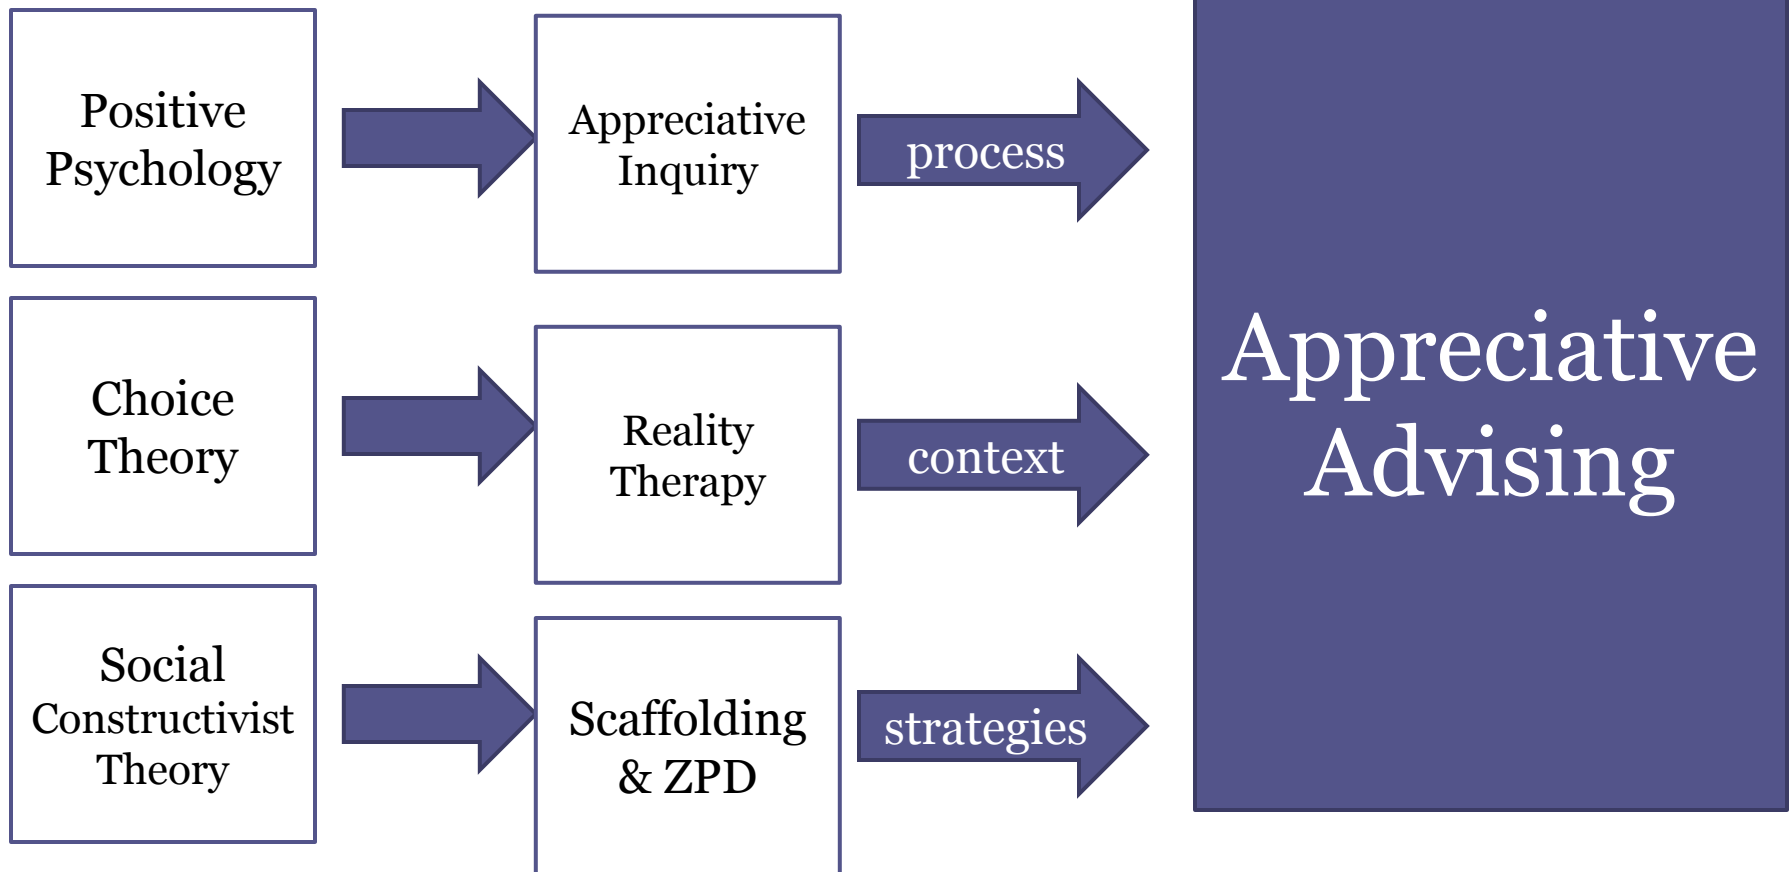 Positive
Psychology
Appreciative
Inquiry
process
Choice
Theory
Reality
Therapy
context
Social
Constructivist
Theory
Scaffolding
& ZPD
strategies
Appreciative
Advising